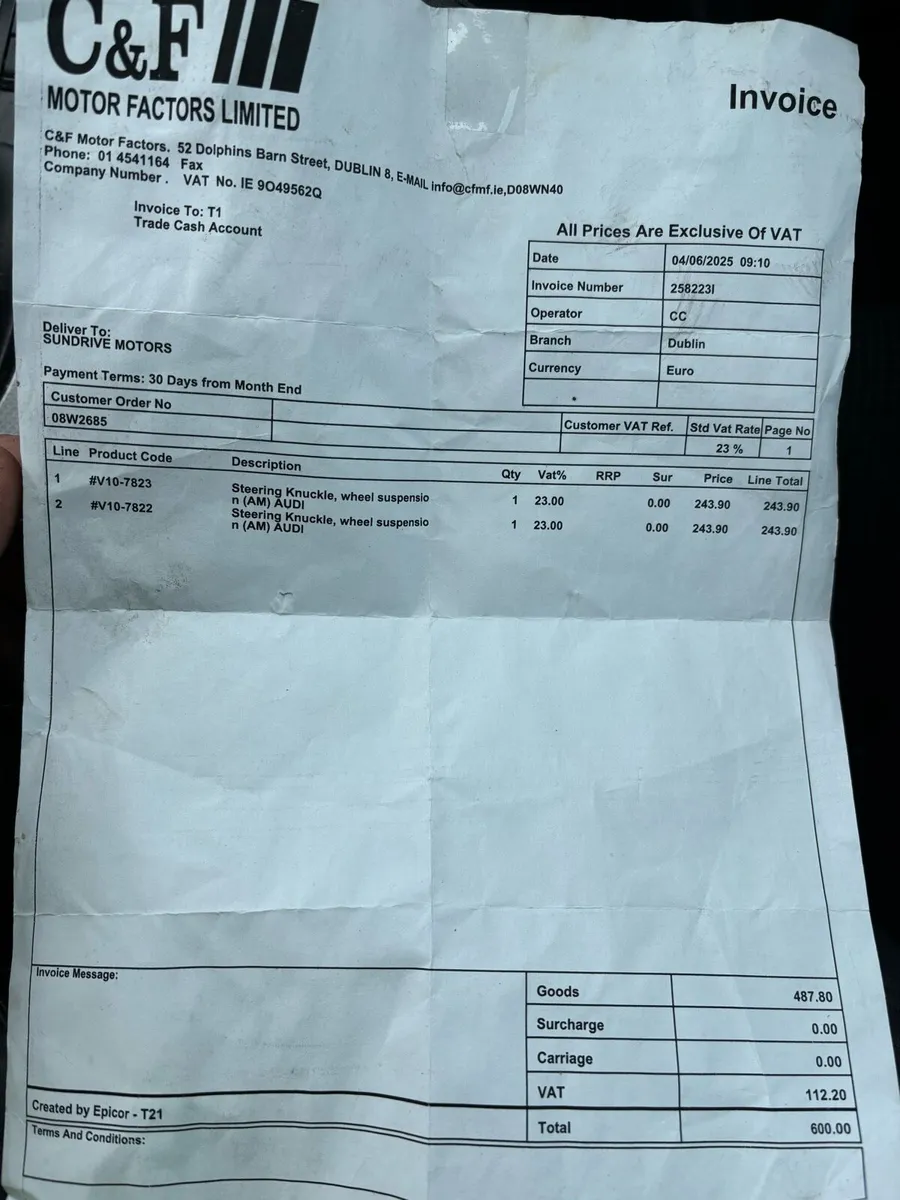 C&F
MOTOR FACTORS LIMITED
Invoice
C&F Motor Factors. 52 Dolphins Barn Street, DUBLIN 8, E-MAIL info@cfmf.ie,D08WN40
Phone: 01 4541164 Fax
Company Number . VAT No. IE 9O49562Q
Invoice To: T1
Trade Cash Account
All Prices Are Exclusive Of VAT
Date 04/06/2025 09:10
Invoice Number 258223I
Operator CC
Branch Dublin
Currency Euro
Deliver To:
SUNDRIVE MOTORS
Payment Terms: 30 Days from Month End
Customer Order No Customer VAT Ref. Std Vat Rate Page No
08W2685 23 % 1
Line Product Code Description Qty Vat% RRP Sur Price Line Total
1 #V10-7823 Steering Knuckle, wheel suspensio 1 23.00 0.00 243.90 243.90
n (AM) AUDI
2 #V10-7822 Steering Knuckle, wheel suspensio 1 23.00 0.00 243.90 243.90
n (AM) AUDI
Invoice Message:
Goods 487.80
Surcharge 0.00
Carriage 0.00
VAT 112.20
Total 600.00
Created by Epicor - T21
Terms And Conditions: